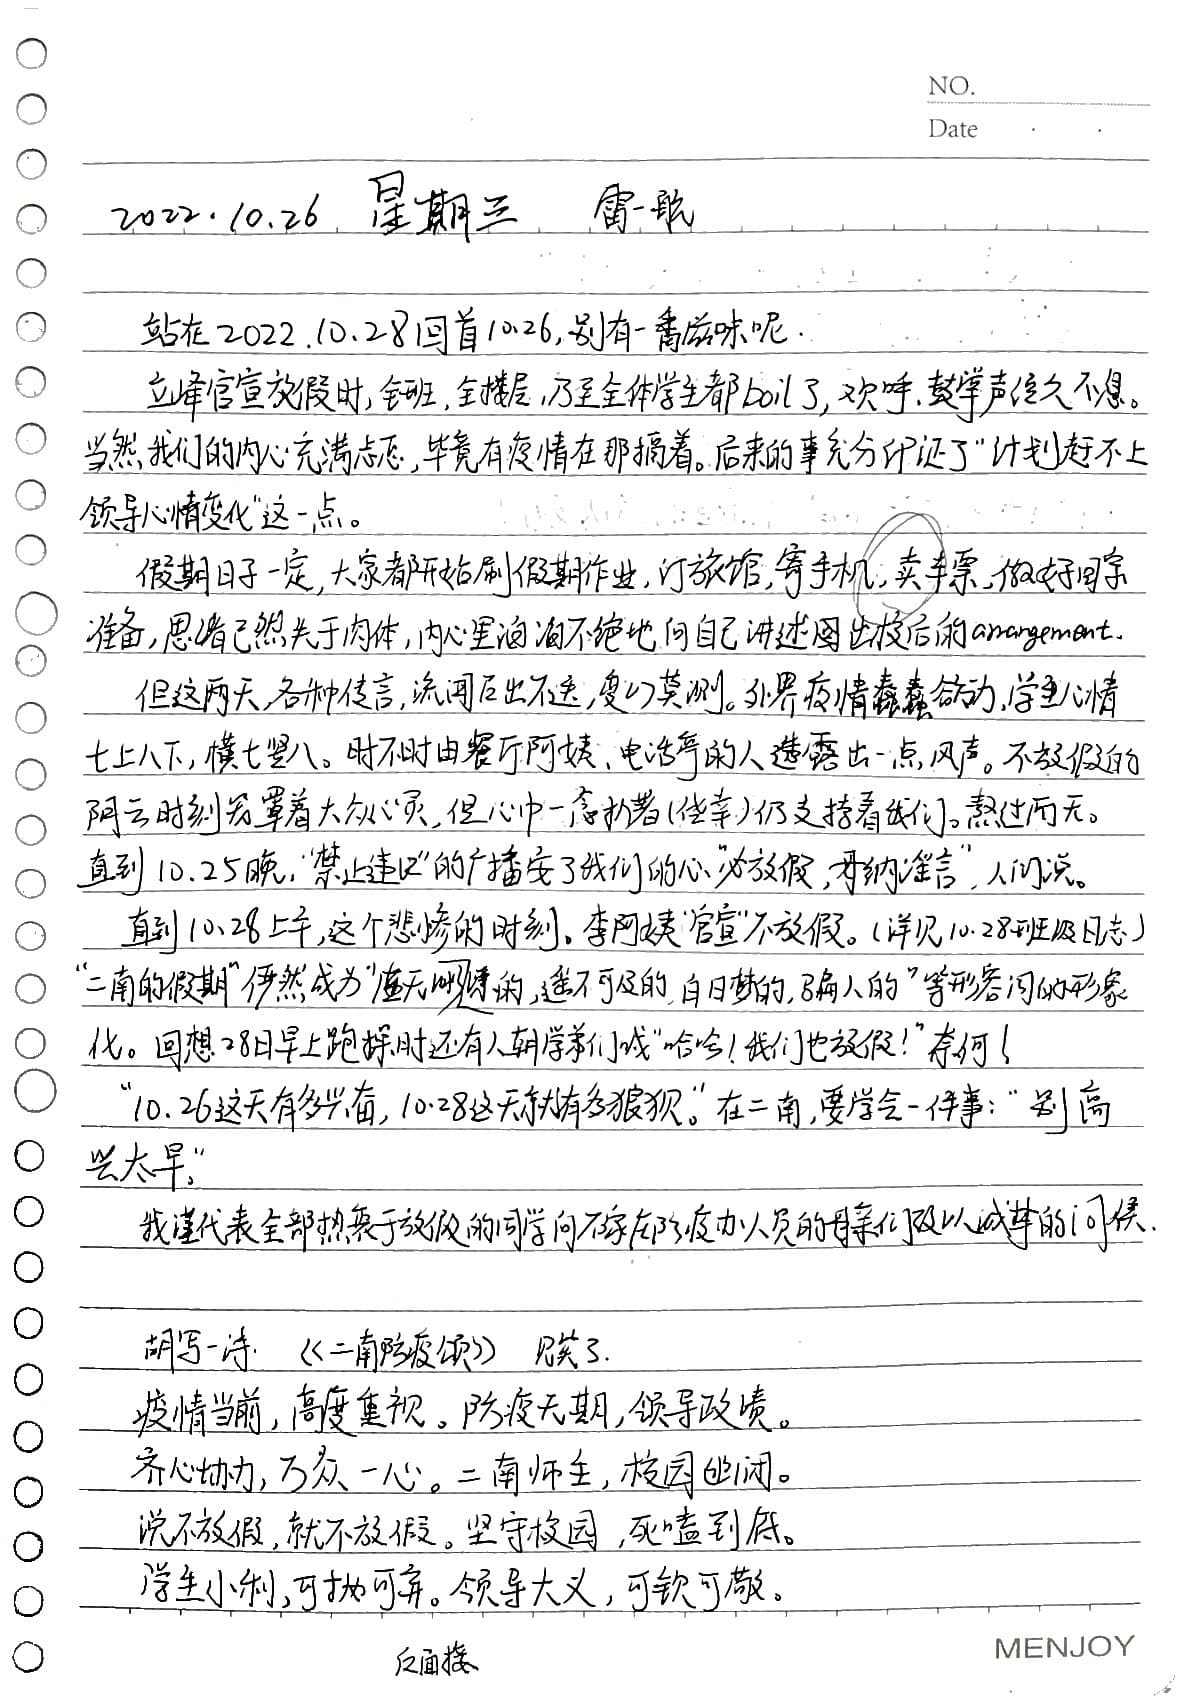 NO.
Date
2022.10.26 星期三 雷一航
站在2022.10.28回首10.26,别有一番滋味呢.
立峰官宣放假时,全班,全楼层,乃至全体学生都boil了,欢呼、鼓掌声经久不息。
当然,我们的内心充满忐忑,毕竟有疫情在那搞着。后来的事充分印证了“计划赶不上
领导心情变化”这一点。
假期日子一定,大家都开始刷假期作业,订旅馆,寄手机,卖车票,做好回家
准备,思绪已然先于肉体,内心里滔滔不绝地向自己讲述图出校后的arrangement.
但这两天,各种传言,流闻层出不迭,变幻莫测。外界疫情蠢蠢欲动,学生心情
七上八下,横七竖八。时不时由餐厅阿姨、电话亭的人透露出一点风声。不放假的
阴云时刻笼罩着大众心灵,但心中一念执著(侥幸)仍支撑着我们。熬过两天。
直到10.25晚,“禁止违纪”的广播安了我们的心“必放假,毋纳谣言”,人们说。
直到10.28上午,这个悲惨的时刻。李阿姨“官宣”不放假。(详见10.28班级日志)
“二南的假期”俨然成为“虚无的,遥不可及的,白日梦的,骗人的”等形容词的形象
化。回想28日早上跑操时还有人朝学弟们喊“哈哈!我们也放假!”奈何!
“10.26这天有多兴奋,10.28这天就有多狼狈。”在二南,要学会一件事:“别高
兴太早。”
我谨代表全部热衷于放假的同学向不容在防疫办人员的母亲们致以诚挚的问候.
胡写一诗. 《二南防疫颂》 见笑了.
疫情当前,高度重视。防疫无期,领导政绩。
齐心协力,万众一心。二南师生,校园幽闭。
说不放假,就不放假。坚守校园,死嗑到底。
学生小利,可抛可弃。领导大义,可钦可敬。
反面接
MENJOY